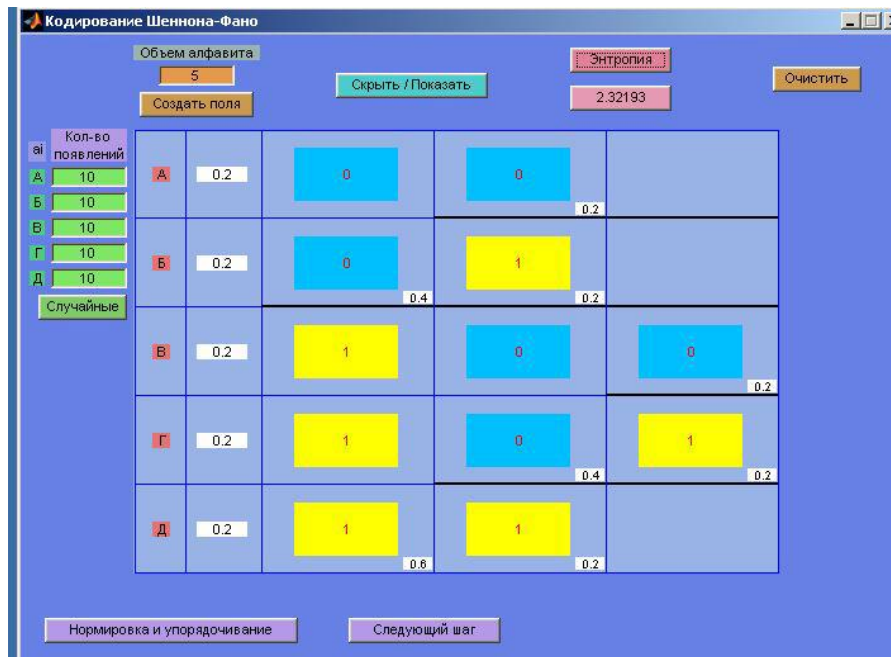 Кодирование Шеннона-Фано
Объем алфавита
5
Создать поля
Скрыть / Показать
Энтропия
2.32193
Очистить
ai Кол-во появлений
А 10
Б 10
В 10
Г 10
Д 10
Случайные
А 0.2 0 0
0.2
Б 0.2 0 1
0.4 0.2
В 0.2 1 0 0
0.2
Г 0.2 1 0 1
0.4 0.2
Д 0.2 1 1
0.6 0.2
Нормировка и упорядочивание
Следующий шаг